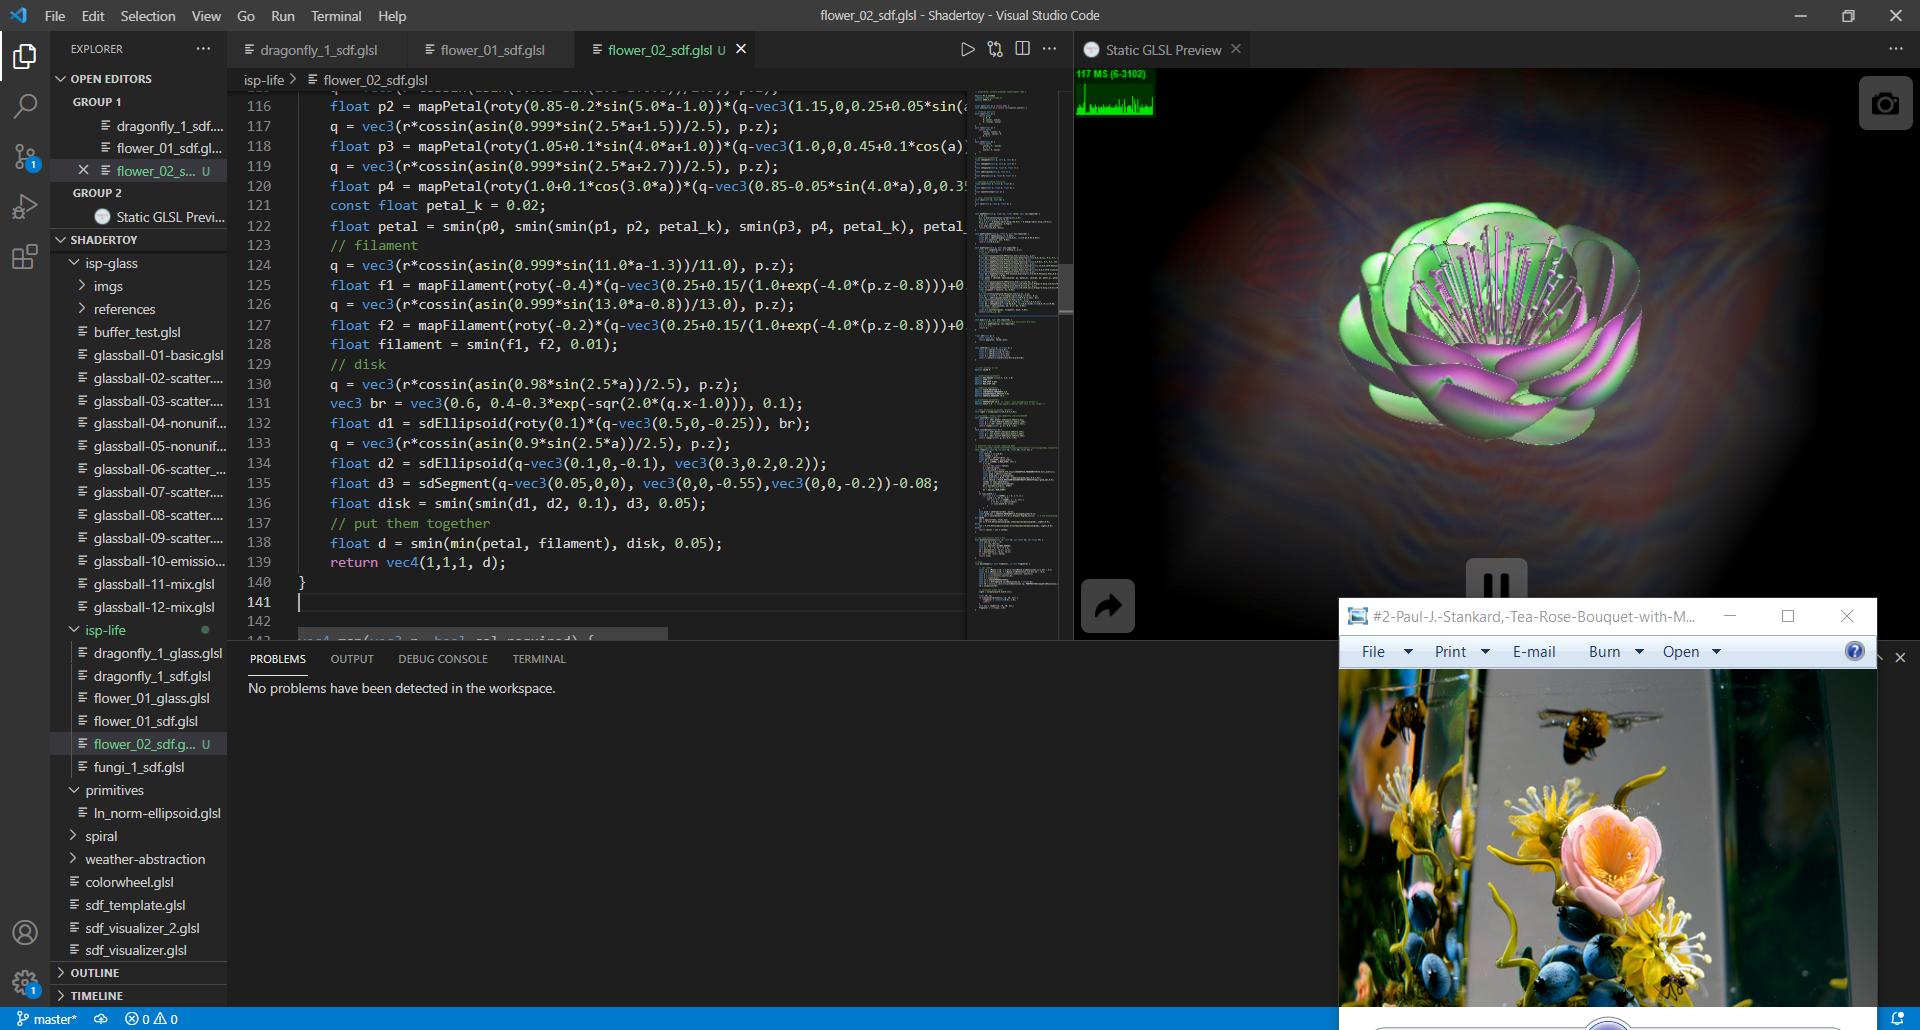 File Edit Selection View Go Run Terminal Help
flower_02_sdf.glsl - Shadertoy - Visual Studio Code
EXPLORER
OPEN EDITORS
GROUP 1
dragonfly_1_sdf....
flower_01_sdf.gl...
flower_02_s... U
GROUP 2
Static GLSL Previ...
SHADERTOY
isp-glass
imgs
references
buffer_test.glsl
glassball-01-basic.glsl
glassball-02-scatter....
glassball-03-scatter....
glassball-04-nonunif...
glassball-05-nonunif...
glassball-06-scatter_...
glassball-07-scatter....
glassball-08-scatter....
glassball-09-scatter....
glassball-10-emissio...
glassball-11-mix.glsl
glassball-12-mix.glsl
isp-life
dragonfly_1_glass.glsl
dragonfly_1_sdf.glsl
flower_01_glass.glsl
flower_01_sdf.glsl
flower_02_sdf.g... U
fungi_1_sdf.glsl
primitives
ln_norm-ellipsoid.glsl
spiral
weather-abstraction
colorwheel.glsl
sdf_template.glsl
sdf_visualizer_2.glsl
sdf_visualizer.glsl
OUTLINE
TIMELINE
dragonfly_1_sdf.glsl flower_01_sdf.glsl flower_02_sdf.glsl U
isp-life > flower_02_sdf.glsl
116 float p2 = mapPetal(roty(0.85-0.2*sin(5.0*a-1.0))*(q-vec3(1.15,0,0.25+0.05*sin(a
117 q = vec3(r*cossin(asin(0.999*sin(2.5*a+1.5))/2.5), p.z);
118 float p3 = mapPetal(roty(1.05+0.1*sin(4.0*a+1.0))*(q-vec3(1.0,0,0.45+0.1*cos(a)
119 q = vec3(r*cossin(asin(0.999*sin(2.5*a+2.7))/2.5), p.z);
120 float p4 = mapPetal(roty(1.0+0.1*cos(3.0*a))*(q-vec3(0.85-0.05*sin(4.0*a),0,0.35
121 const float petal_k = 0.02;
122 float petal = smin(p0, smin(smin(p1, p2, petal_k), smin(p3, p4, petal_k), petal_
123 // filament
124 q = vec3(r*cossin(asin(0.999*sin(11.0*a-1.3))/11.0), p.z);
125 float f1 = mapFilament(roty(-0.4)*(q-vec3(0.25+0.15/(1.0+exp(-4.0*(p.z-0.8)))+0.
126 q = vec3(r*cossin(asin(0.999*sin(13.0*a-0.8))/13.0), p.z);
127 float f2 = mapFilament(roty(-0.2)*(q-vec3(0.25+0.15/(1.0+exp(-4.0*(p.z-0.8)))+0.
128 float filament = smin(f1, f2, 0.01);
129 // disk
130 q = vec3(r*cossin(asin(0.98*sin(2.5*a))/2.5), p.z);
131 vec3 br = vec3(0.6, 0.4-0.3*exp(-sqr(2.0*(q.x-1.0))), 0.1);
132 float d1 = sdEllipsoid(roty(0.1)*(q-vec3(0.5,0,-0.25)), br);
133 q = vec3(r*cossin(asin(0.9*sin(2.5*a))/2.5), p.z);
134 float d2 = sdEllipsoid(q-vec3(0.1,0,-0.1), vec3(0.3,0.2,0.2));
135 float d3 = sdSegment(q-vec3(0.05,0,0), vec3(0,0,-0.55),vec3(0,0,-0.2))-0.08;
136 float disk = smin(smin(d1, d2, 0.1), d3, 0.05);
137 // put them together
138 float d = smin(min(petal, filament), disk, 0.05);
139 return vec4(1,1,1, d);
140 }
141
142
PROBLEMS OUTPUT DEBUG CONSOLE TERMINAL
No problems have been detected in the workspace.
Static GLSL Preview
117 MS (6-3102)
#2-Paul-J.-Stankard,-Tea-Rose-Bouquet-with-M...
File Print E-mail Burn Open
1
1
master* 0 0